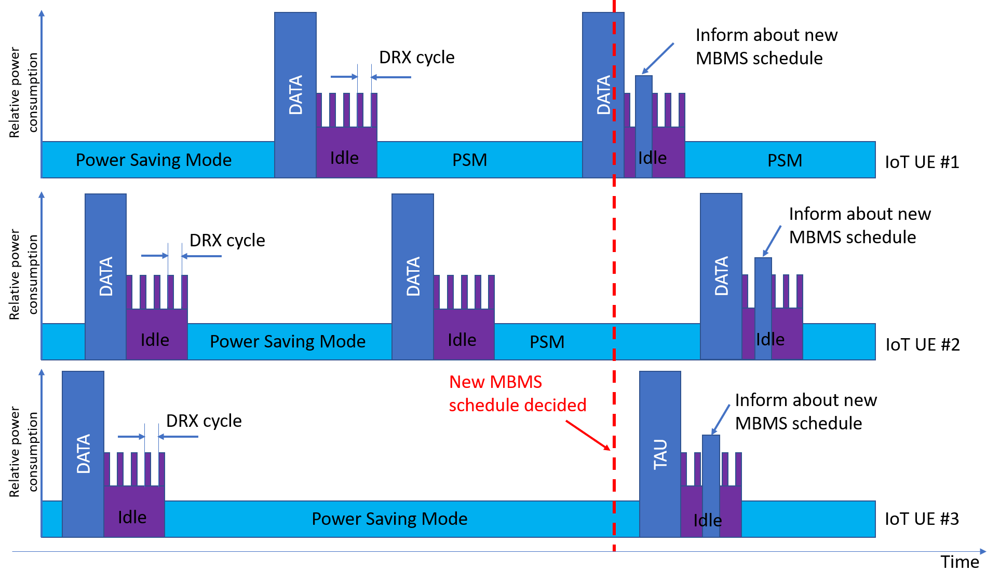 Relative power
consumption
DATA
DRX cycle
Inform about new
MBMS schedule
DATA
Power Saving Mode
Idle
PSM
Idle
PSM
IoT UE #1
Relative power
consumption
DATA
DRX cycle
DATA
Inform about new
MBMS schedule
DATA
Idle
Power Saving Mode
Idle
PSM
Idle
IoT UE #2
New MBMS
schedule decided
Relative power
consumption
DATA
DRX cycle
Inform about new
MBMS schedule
TAU
Idle
Power Saving Mode
Idle
IoT UE #3
Time